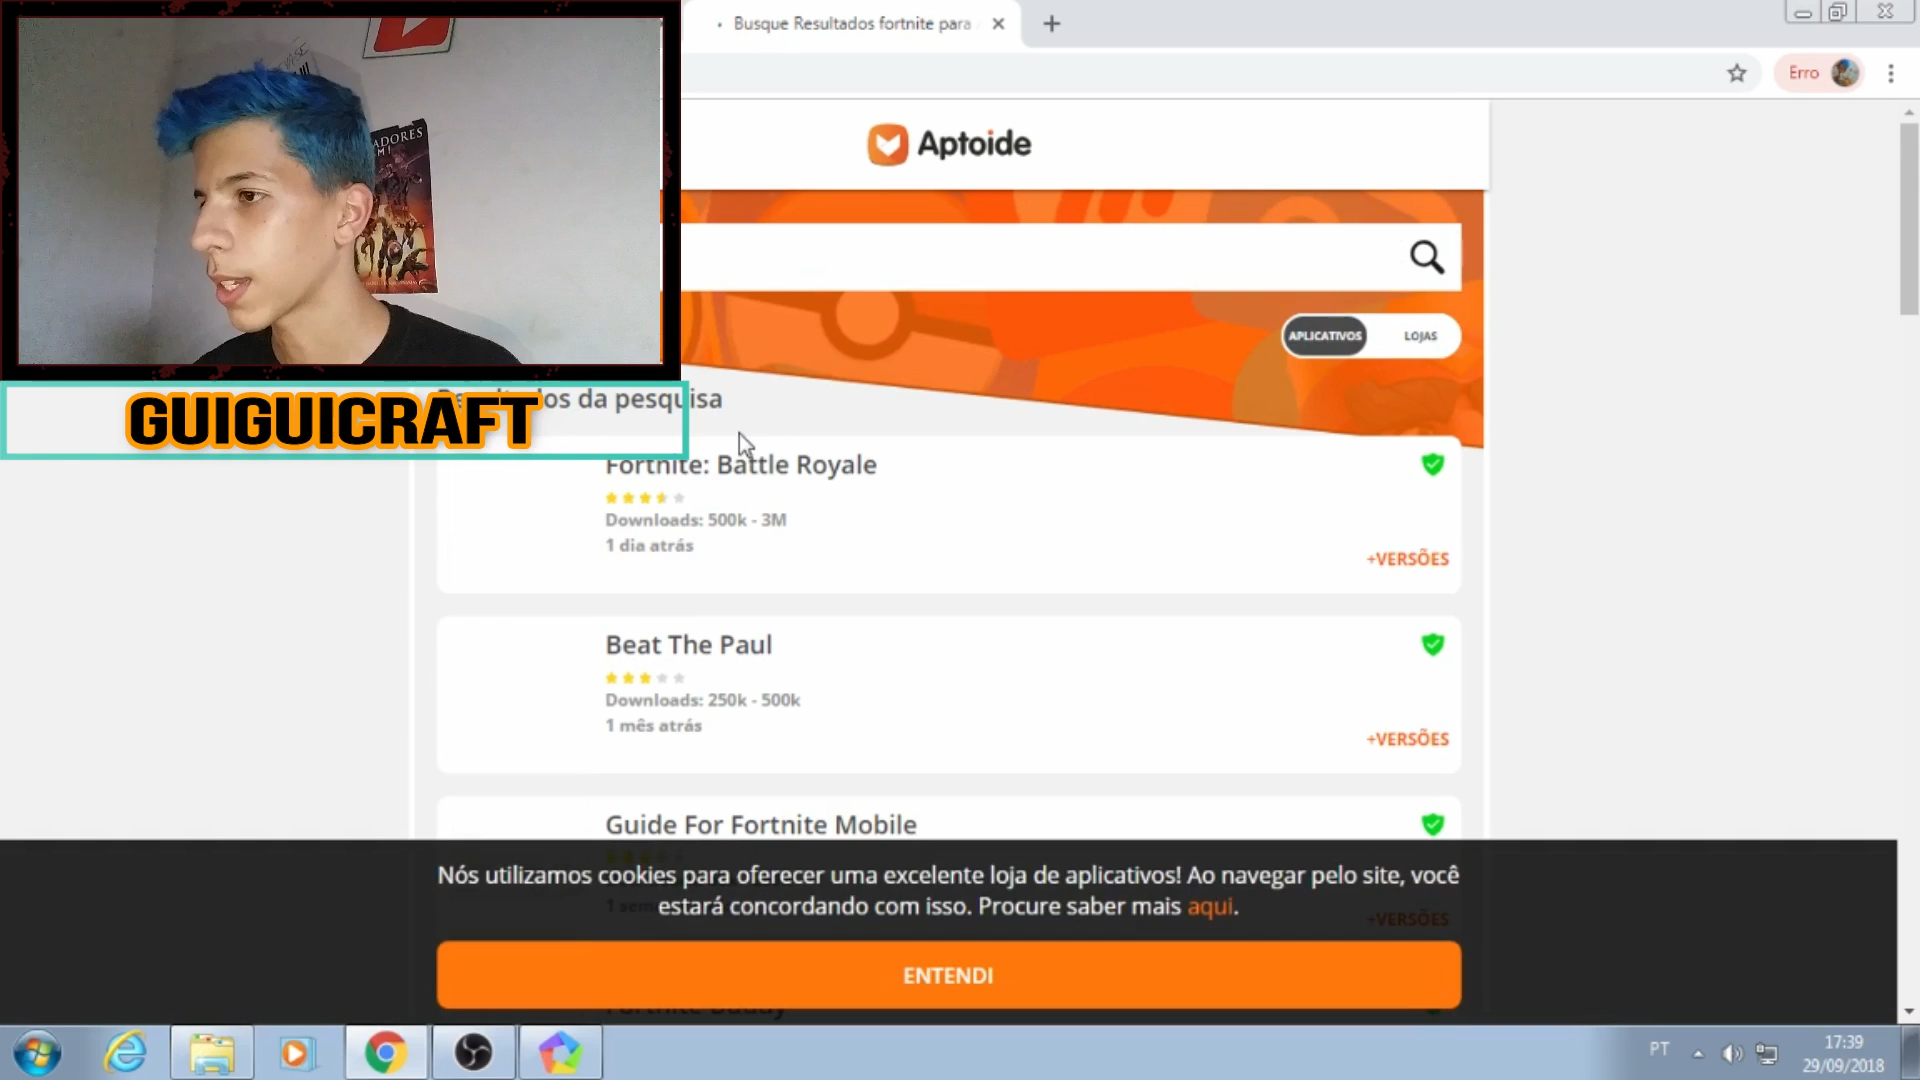 Busque Resultados fortnite para
Erro
Aptoide
APLICATIVOS
LOJAS
ADORES
GUIGUICRAFT
os da pesquisa
Fortnite: Battle Royale
Downloads: 500k - 3M
1 dia atrás
+VERSÕES
Beat The Paul
Downloads: 250k - 500k
1 mês atrás
+VERSÕES
Guide For Fortnite Mobile
Nós utilizamos cookies para oferecer uma excelente loja de aplicativos! Ao navegar pelo site, você
estará concordando com isso. Procure saber mais aqui.
+VERSÕES
ENTENDI
PT
17:39
29/09/2018